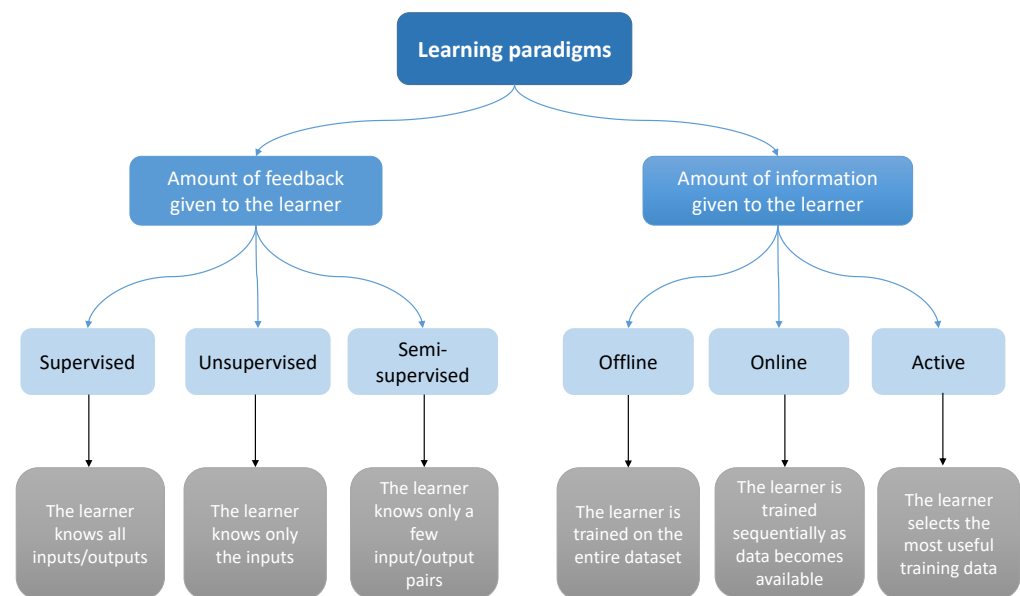 Learning paradigms
Amount of feedback
given to the learner
Amount of information
given to the learner
Supervised
Unsupervised
Semi-
supervised
Offline
Online
Active
The learner
knows all
inputs/outputs
The learner
knows only
the inputs
The learner
knows only a
few
input/output
pairs
The learner is
trained on the
entire dataset
The learner is
trained
sequentially as
data becomes
available
The learner
selects the
most useful
training data